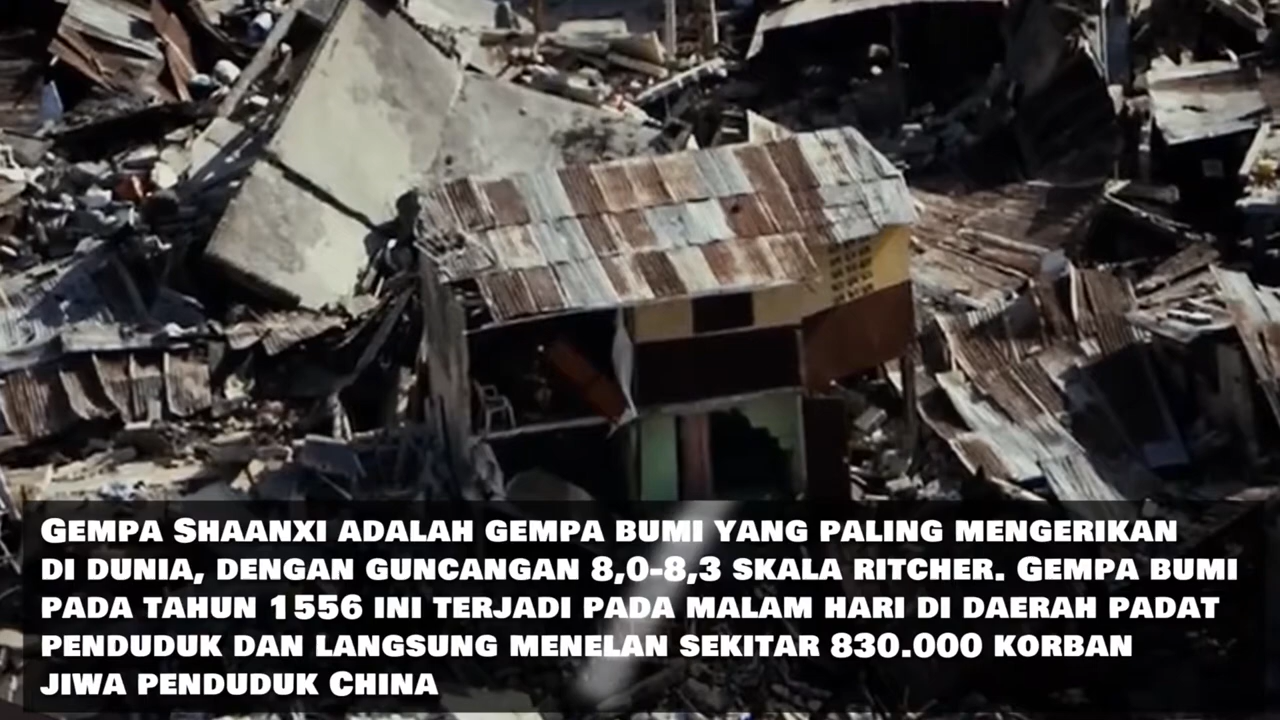 Gempa Shaanxi adalah gempa bumi yang paling mengerikan
di dunia, dengan guncangan 8,0-8,3 skala ritcher. Gempa bumi
pada tahun 1556 ini terjadi pada malam hari di daerah padat
penduduk dan langsung menelan sekitar 830.000 korban
jiwa penduduk China